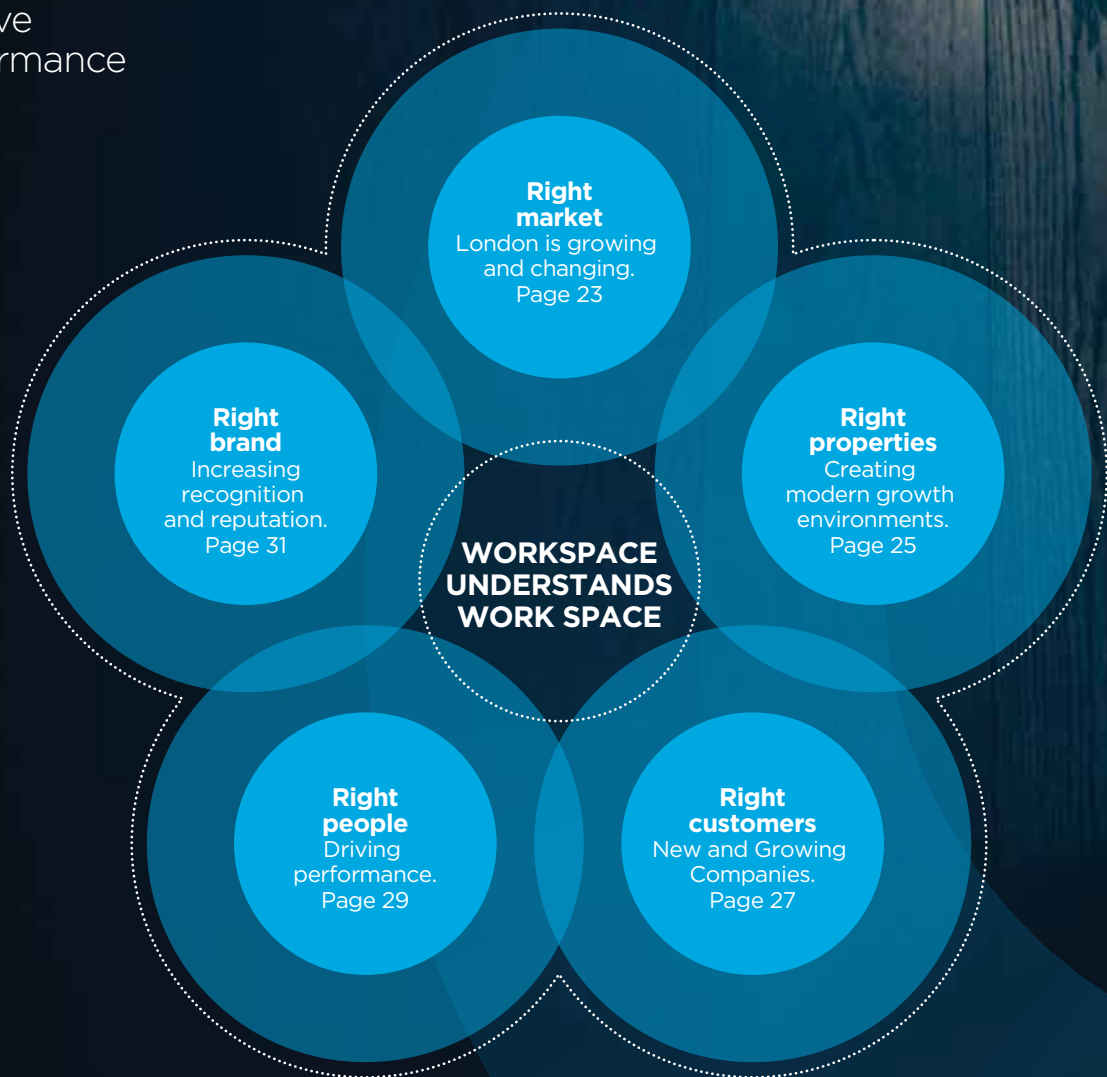 Right
market
London is growing
and changing.
Page 23
Right
properties
Creating
modern growth
environments.
Page 25
Right
customers
New and Growing
Companies.
Page 27
Right
people
Driving
performance.
Page 29
Right
brand
Increasing
recognition
and reputation.
Page 31
WORKSPACE
UNDERSTANDS
WORK SPACE